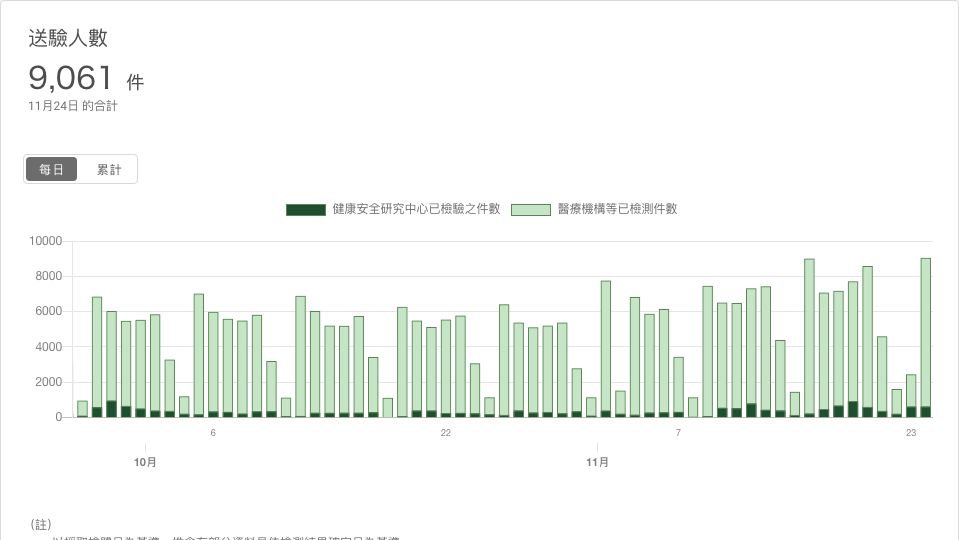 送驗人數
9,061 件
11月24日 的合計
每日 累計
健康安全研究中心已檢驗之件數 醫療機構等已檢測件數
10000
8000
6000
4000
2000
0
6 22 7 23
10月 11月
（註）